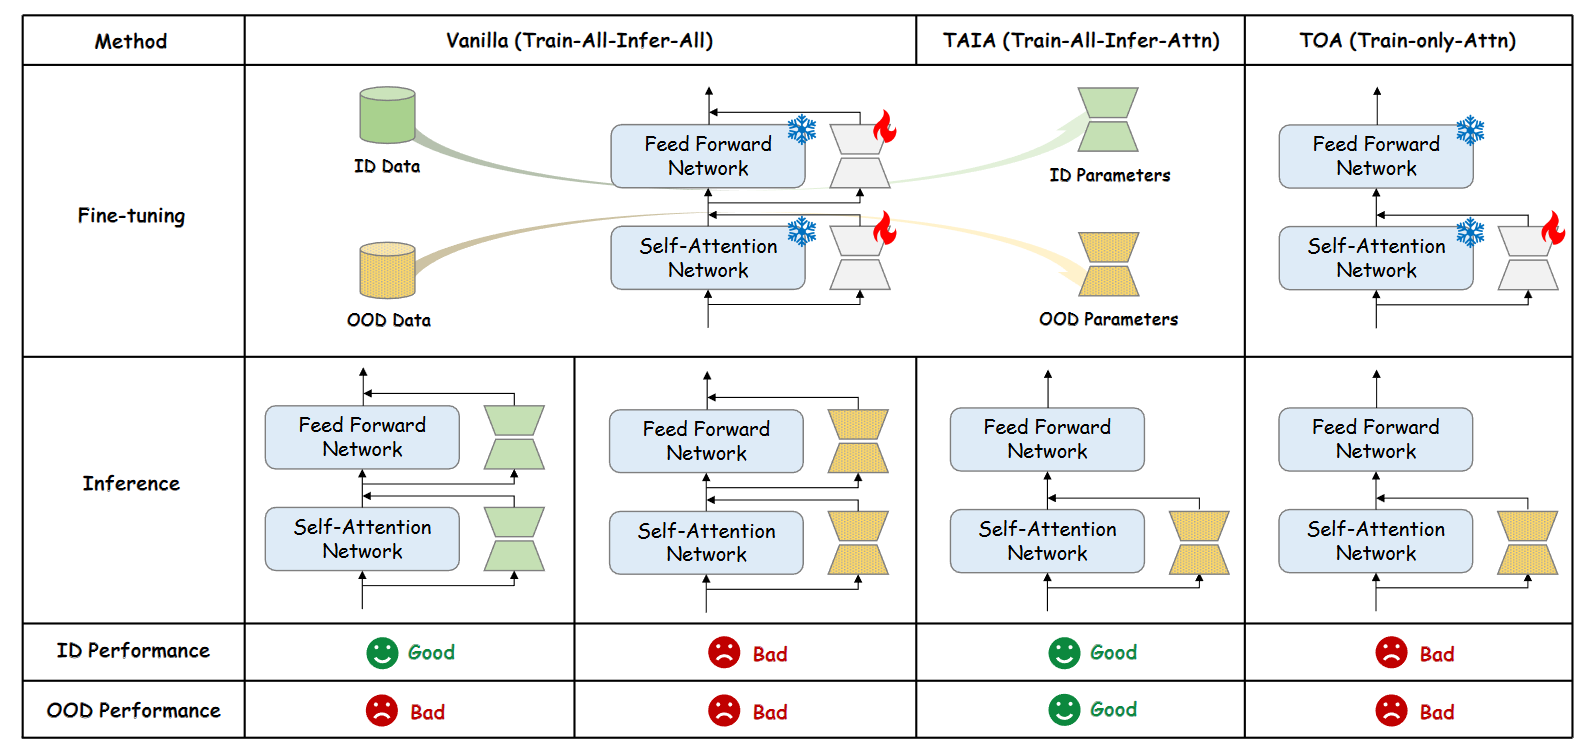 Method
Vanilla (Train-All-Infer-All)
TAIA (Train-All-Infer-Attn)
TOA (Train-only-Attn)
Fine-tuning
ID Data
OOD Data
Feed Forward
Network
Self-Attention
Network
ID Parameters
OOD Parameters
Feed Forward
Network
Self-Attention
Network
Inference
Feed Forward
Network
Self-Attention
Network
Feed Forward
Network
Self-Attention
Network
Feed Forward
Network
Self-Attention
Network
Feed Forward
Network
Self-Attention
Network
ID Performance
Good
Bad
Good
Bad
OOD Performance
Bad
Bad
Good
Bad